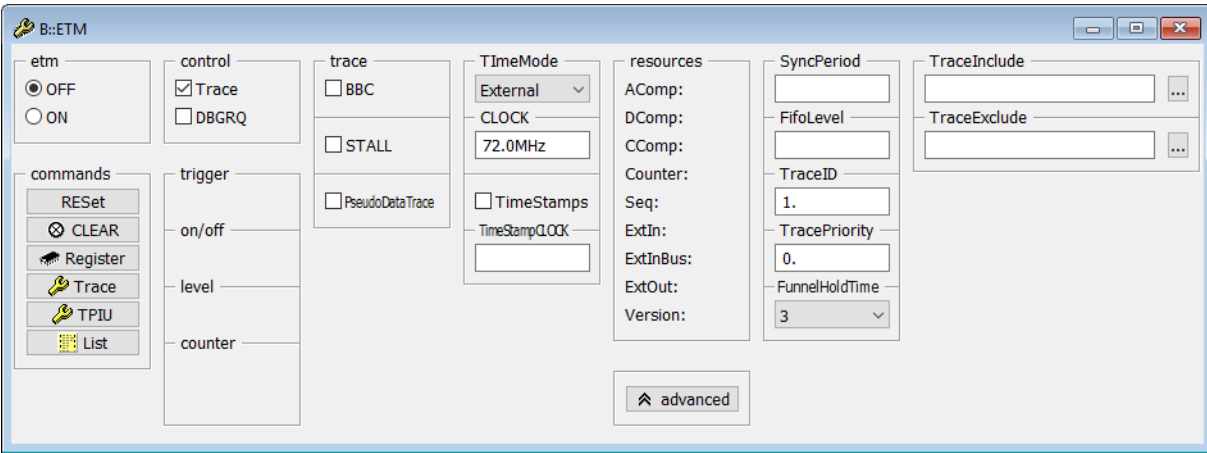 B::ETM
etm
OFF
ON
commands
RESet
CLEAR
Register
Trace
TPIU
List
control
Trace
DBGRQ
trigger
on/off
level
counter
trace
BBC
STALL
PseudoDataTrace
TImeMode
External
CLOCK
72.0MHz
TimeStamps
TimeStampCLOCK
resources
AComp:
DComp:
CComp:
Counter:
Seq:
ExtIn:
ExtInBus:
ExtOut:
Version:
advanced
SyncPeriod
FifoLevel
TraceID
1.
TracePriority
0.
FunnelHoldTime
3
TraceInclude
...
TraceExclude
...